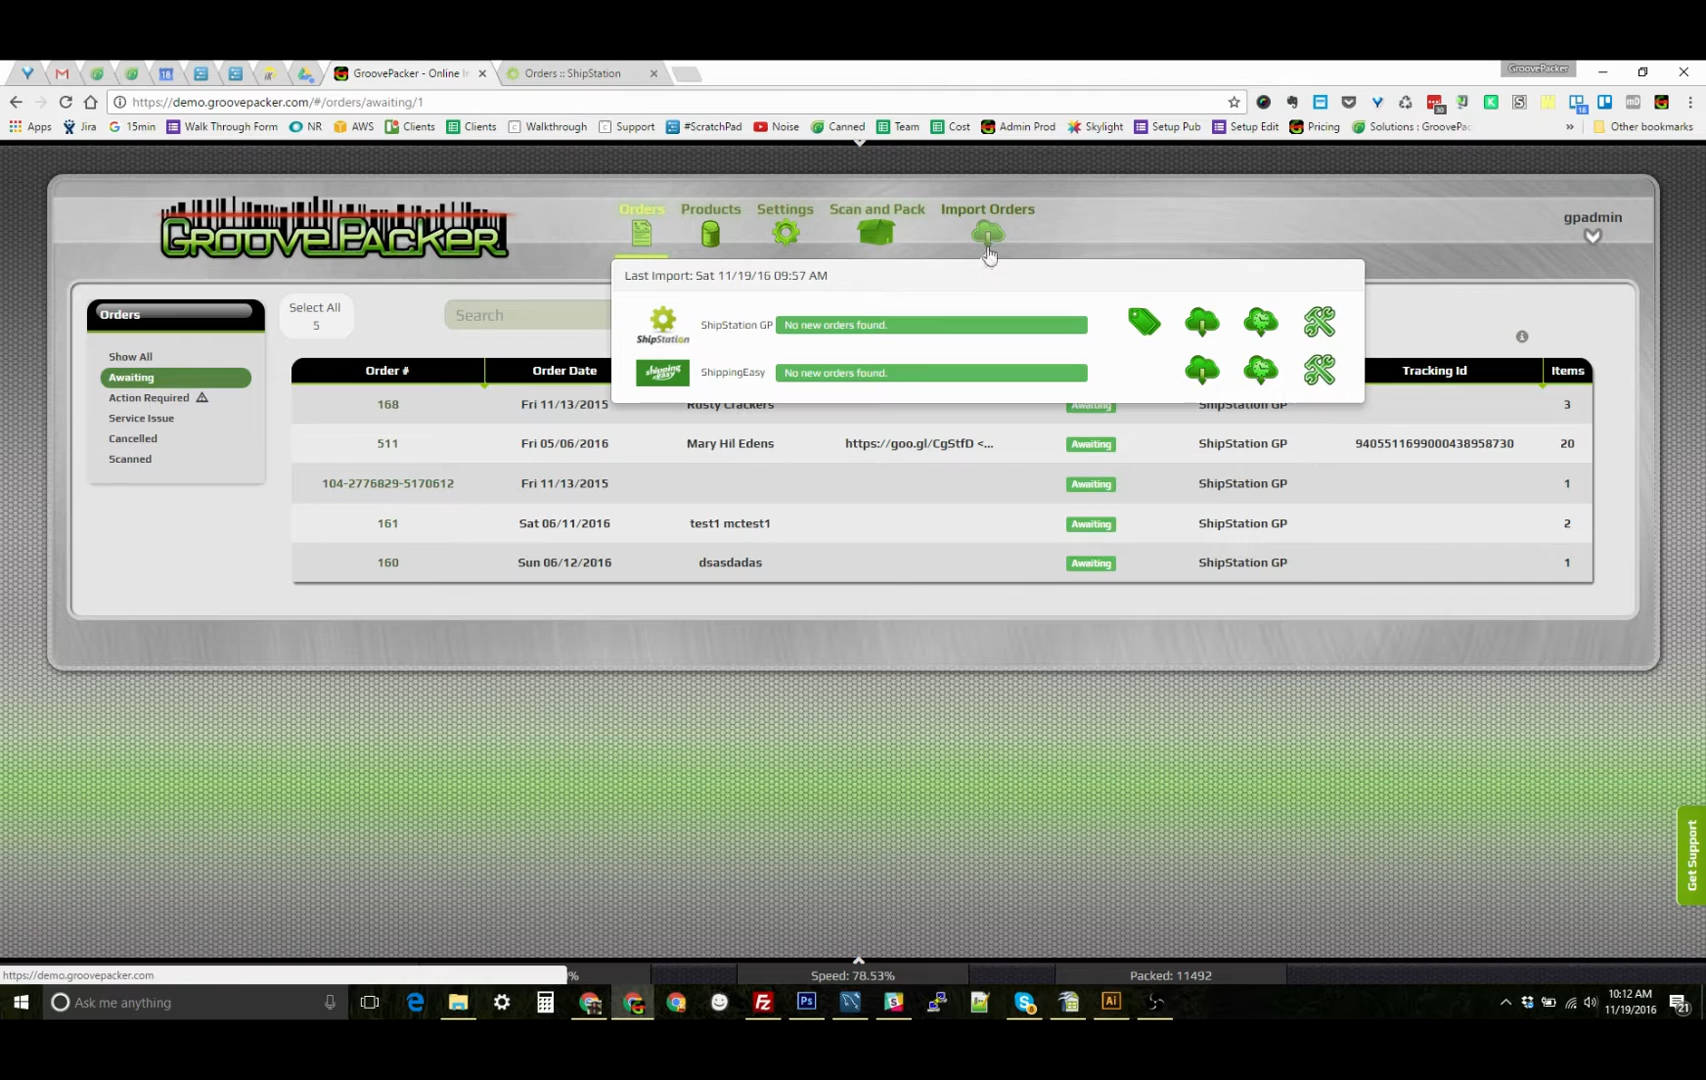 GroovePacker
GroovePacker - Online In
Orders :: ShipStation
https://demo.groovepacker.com/#/orders/awaiting/1
Apps
Jira
15min
Walk Through Form
NR
AWS
Clients
Clients
Walkthrough
Support
#ScratchPad
Noise
Canned
Team
Cost
Admin Prod
Skylight
Setup Pub
Setup Edit
Pricing
Solutions : GroovePac
»
Other bookmarks
GROOVEPACKER
Orders
Products
Settings
Scan and Pack
Import Orders
gpadmin
Last Import: Sat 11/19/16 09:57 AM
ShipStation
ShipStation GP
No new orders found.
shipping easy
ShippingEasy
No new orders found.
Orders
Show All
Awaiting
Action Required
Service Issue
Cancelled
Scanned
Select All
5
Search
Order # Order Date Tracking Id Items
168 Fri 11/13/2015 Rusty Crackers Awaiting ShipStation GP 3
511 Fri 05/06/2016 Mary Hil Edens https://goo.gl/CgStfD <... Awaiting ShipStation GP 9405511699000438958730 20
104-2776829-5170612 Fri 11/13/2015 Awaiting ShipStation GP 1
161 Sat 06/11/2016 test1 mctest1 Awaiting ShipStation GP 2
160 Sun 06/12/2016 dsasdadas Awaiting ShipStation GP 1
Get Support
https://demo.groovepacker.com
%
Speed: 78.53%
Packed: 11492
Ask me anything
10:12 AM
11/19/2016